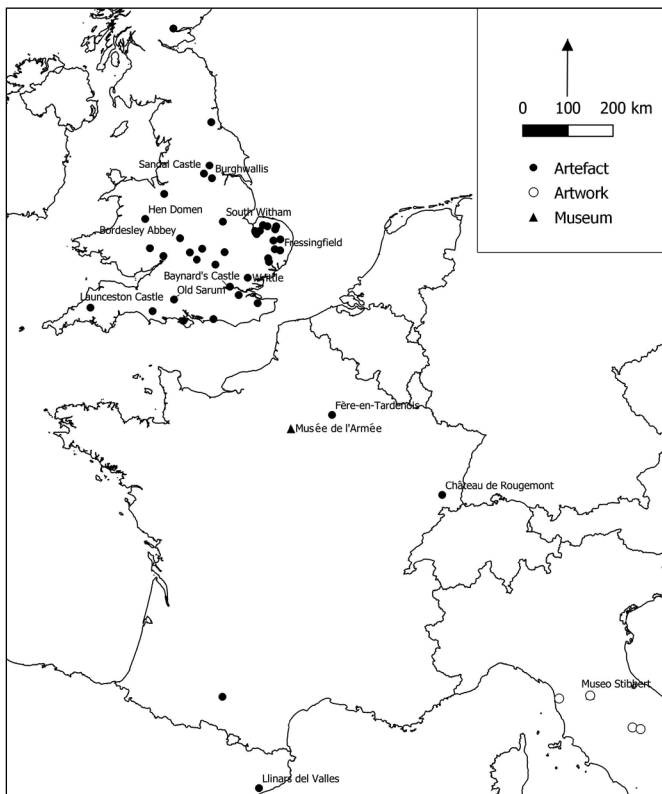 0 100 200 km
Artefact
Artwork
Museum
Sandal Castle
Burghwallis
Hen Domen
South Witham
Bordesley Abbey
Fressingfield
Baynard's Castle
Writtle
Old Sarum
Launceston Castle
Fère-en-Tardenois
Musée de l'Armée
Château de Rougemont
Museo Stibbert
Llinars del Valles